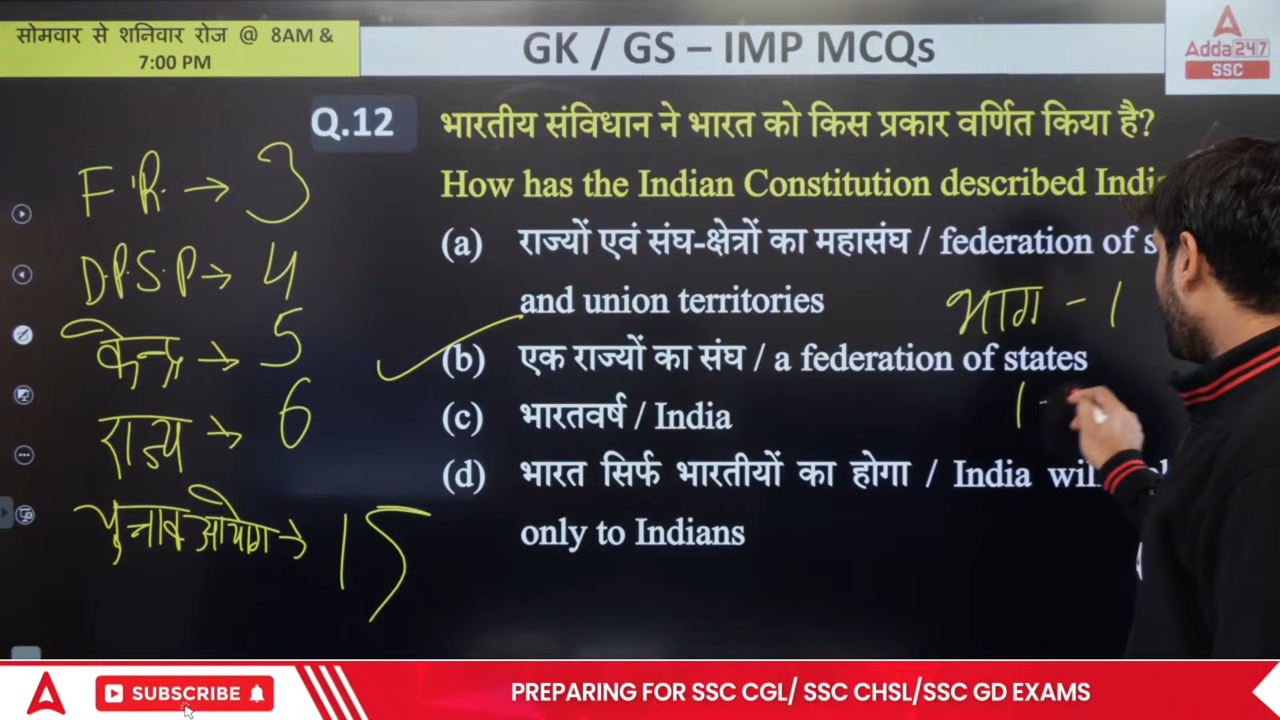 सोमवार से शनिवार रोज @ 8AM &
7:00 PM
GK / GS – IMP MCQs
Adda247
SSC
Q.12 भारतीय संविधान ने भारत को किस प्रकार वर्णित किया है?
How has the Indian Constitution described
(a) राज्यों एवं संघ-क्षेत्रों का महासंघ / federation of
and union territories
(b) एक राज्यों का संघ / a federation of states
(c) भारतवर्ष / India
(d) भारत सिर्फ भारतीयों का होगा / India
only to Indians
F.R. → 3
D.P.S.P → 4
केन्द्र → 5
राज्य → 6
चुनाव आयोग → 15
भाग - 1
1 -
SUBSCRIBE
PREPARING FOR SSC CGL/ SSC CHSL/SSC GD EXAMS